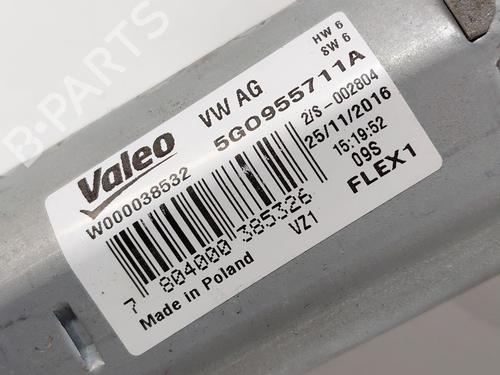 B-PARTS
Valeo
VW AG
HW 6
SW 6
W000038532
5G0955711A
2/S-002804
25/11/2016
15:19:52
09S
FLEX1
7 804000 385326
VZ1
Made in Poland